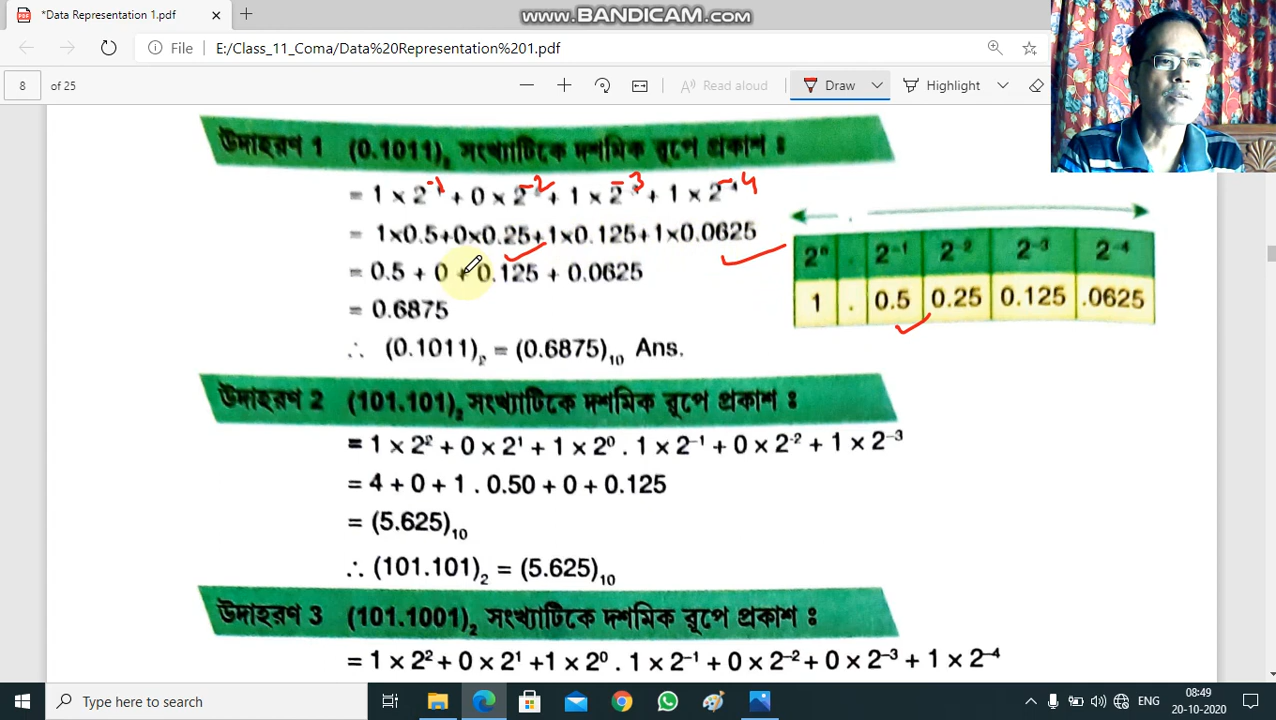 *Data Representation 1.pdf
www.BANDICAM.com
File E:/Class_11_Coma/Data%20Representation%201.pdf
8 of 25
Read aloud
Draw
Highlight
উদাহরণ 1 (0.1011)₂ সংখ্যাটিকে দশমিক রূপে প্রকাশ ঃ
= 1 × 2⁻¹ + 0 × 2⁻² + 1 × 2⁻³ + 1 × 2⁻⁴
= 1×0.5+0×0.25+1×0.125+1×0.0625
= 0.5 + 0 + 0.125 + 0.0625
= 0.6875
∴ (0.1011)₂ = (0.6875)₁₀ Ans.
2ⁿ . 2⁻¹ 2⁻² 2⁻³ 2⁻⁴
1 . 0.5 0.25 0.125 .0625
উদাহরণ 2 (101.101)₂ সংখ্যাটিকে দশমিক রূপে প্রকাশ ঃ
= 1 × 2² + 0 × 2¹ + 1 × 2⁰ . 1 × 2⁻¹ + 0 × 2⁻² + 1 × 2⁻³
= 4 + 0 + 1 . 0.50 + 0 + 0.125
= (5.625)₁₀
∴ (101.101)₂ = (5.625)₁₀
উদাহরণ 3 (101.1001)₂ সংখ্যাটিকে দশমিক রূপে প্রকাশ ঃ
= 1 × 2² + 0 × 2¹ +1 × 2⁰ . 1 × 2⁻¹ + 0 × 2⁻² + 0 × 2⁻³ + 1 × 2⁻⁴
Type here to search
ENG
08:49
20-10-2020